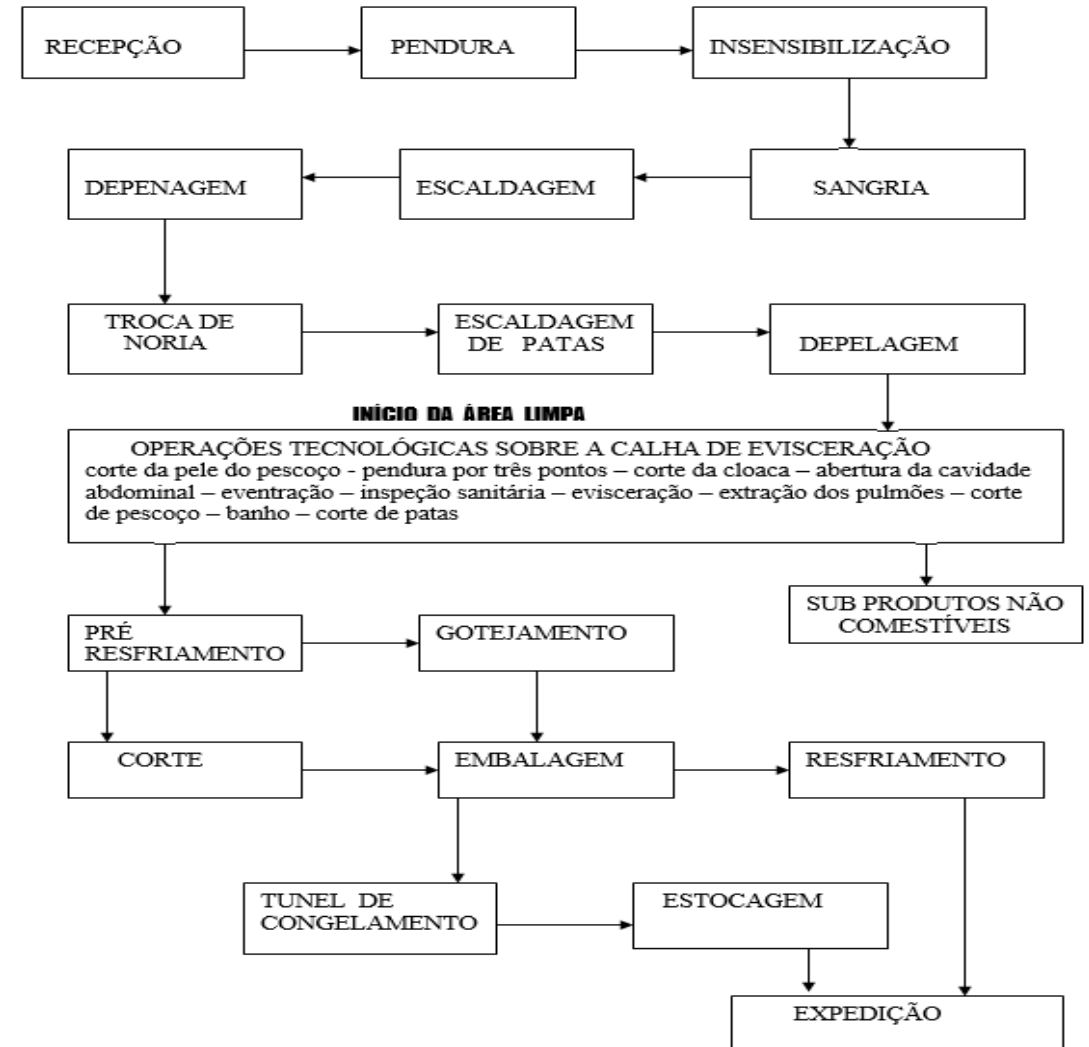 RECEPÇÃO
PENDURA
INSENSIBILIZAÇÃO
DEPENAGEM
ESCALDAGEM
SANGRIA
TROCA DE
NORIA
ESCALDAGEM
DE PATAS
DEPELAGEM
INÍCIO DA ÁREA LIMPA
OPERAÇÕES TECNOLÓGICAS SOBRE A CALHA DE EVISCERAÇÃO
corte da pele do pescoço - pendura por três pontos – corte da cloaca – abertura da cavidade
abdominal – eventração – inspeção sanitária – evisceração – extração dos pulmões – corte
de pescoço – banho – corte de patas
SUB PRODUTOS NÃO
COMESTÍVEIS
PRÉ
RESFRIAMENTO
GOTEJAMENTO
CORTE
EMBALAGEM
RESFRIAMENTO
TUNEL DE
CONGELAMENTO
ESTOCAGEM
EXPEDIÇÃO